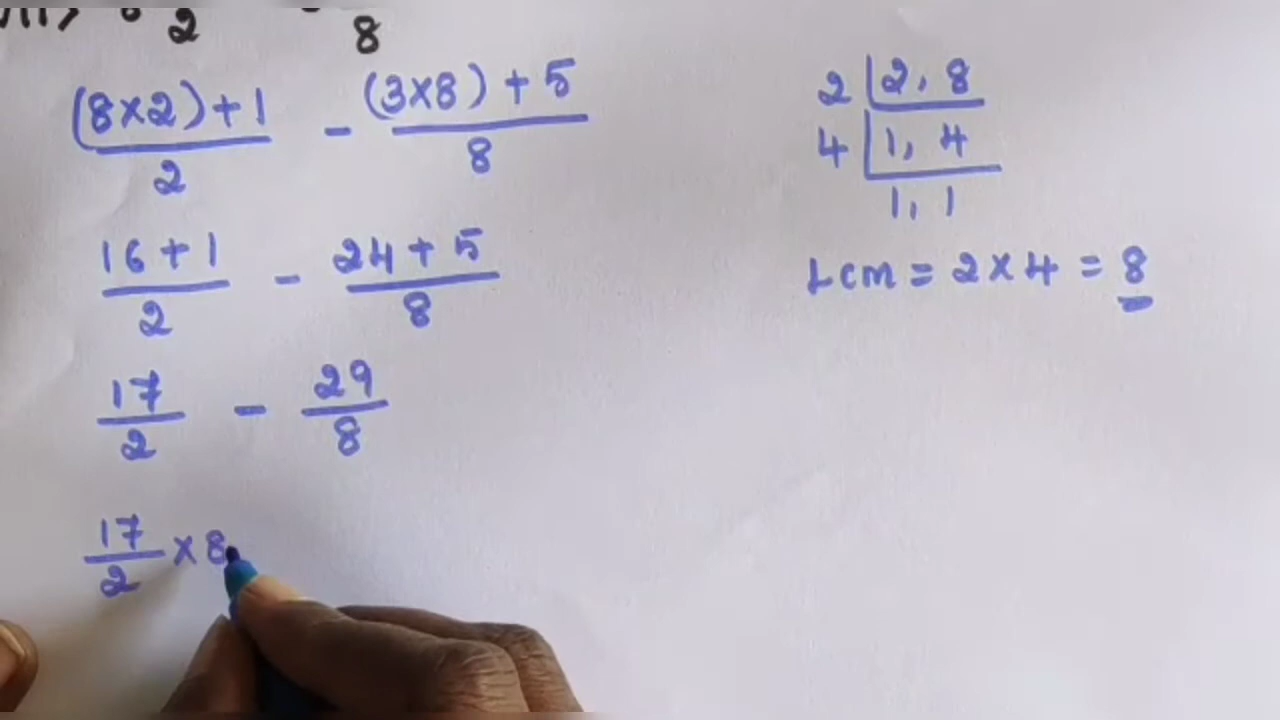 2 8
(8×2)+1 - (3×8)+5
2 8
16+1 - 24+5
2 8
17 - 29
2 8
17 ×8
2
2 2, 8
4 1, 4
1, 1
Lcm = 2×4 = 8